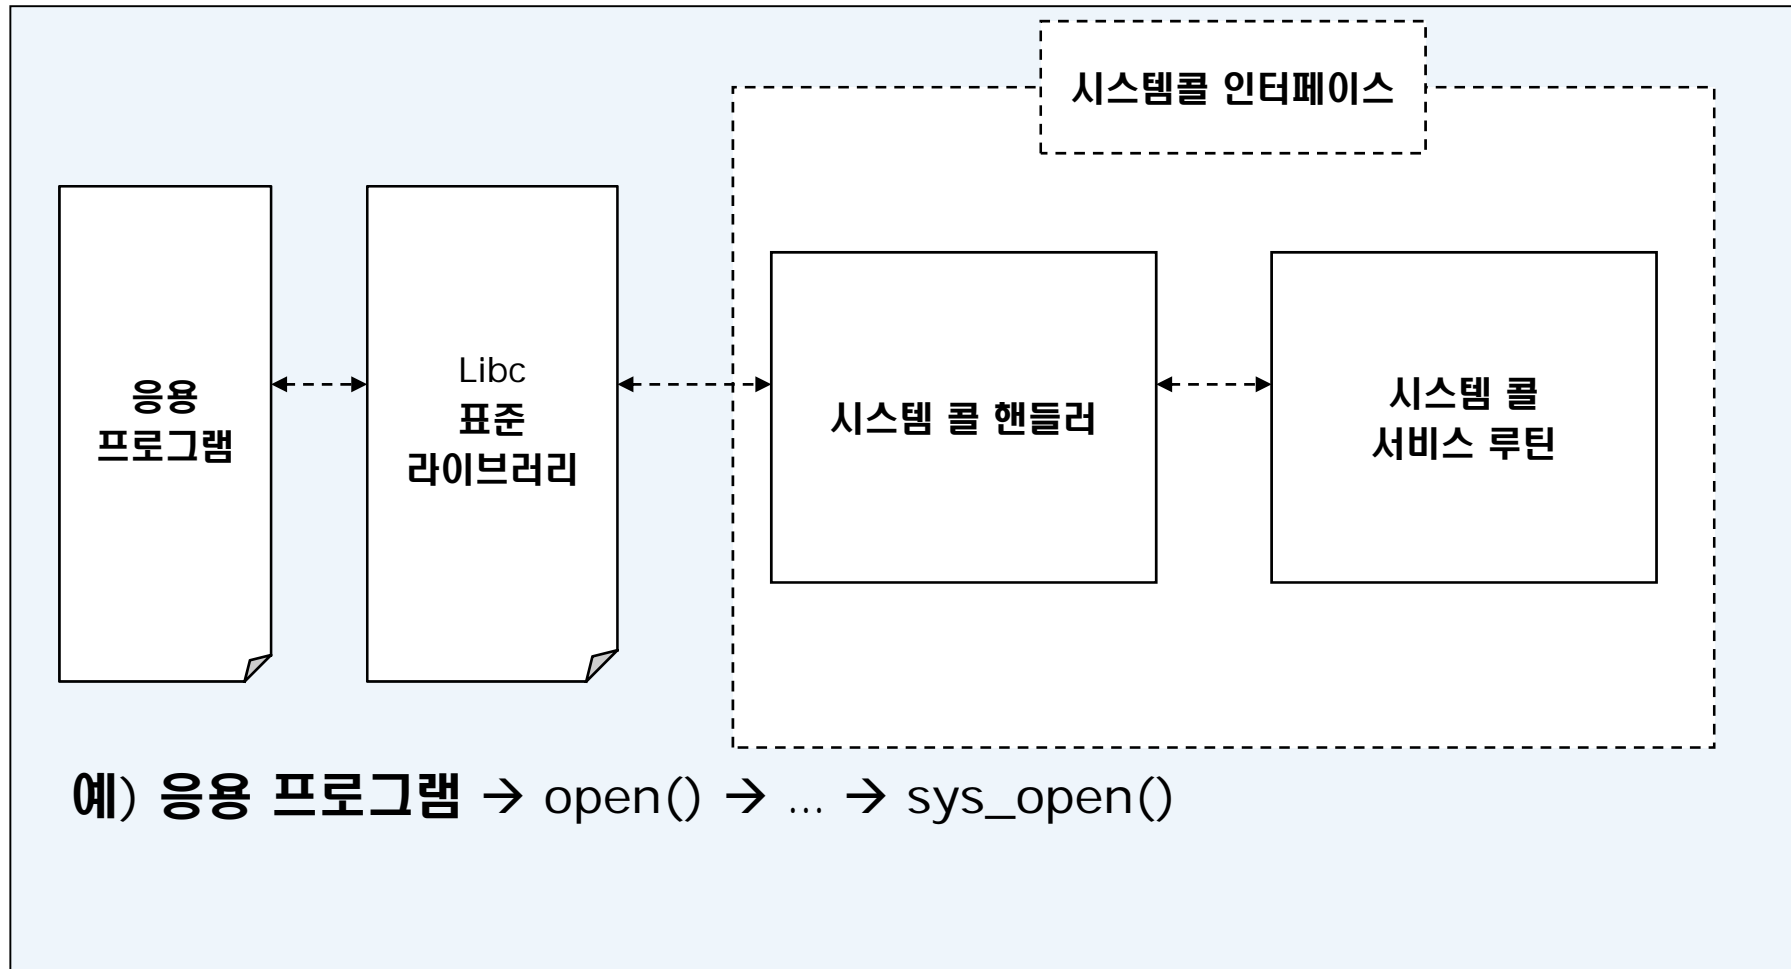 시스템콜 인터페이스
응용
프로그램
Libc
표준
라이브러리
시스템 콜 핸들러
시스템 콜
서비스 루틴
예) 응용 프로그램 → open() → ... → sys_open()